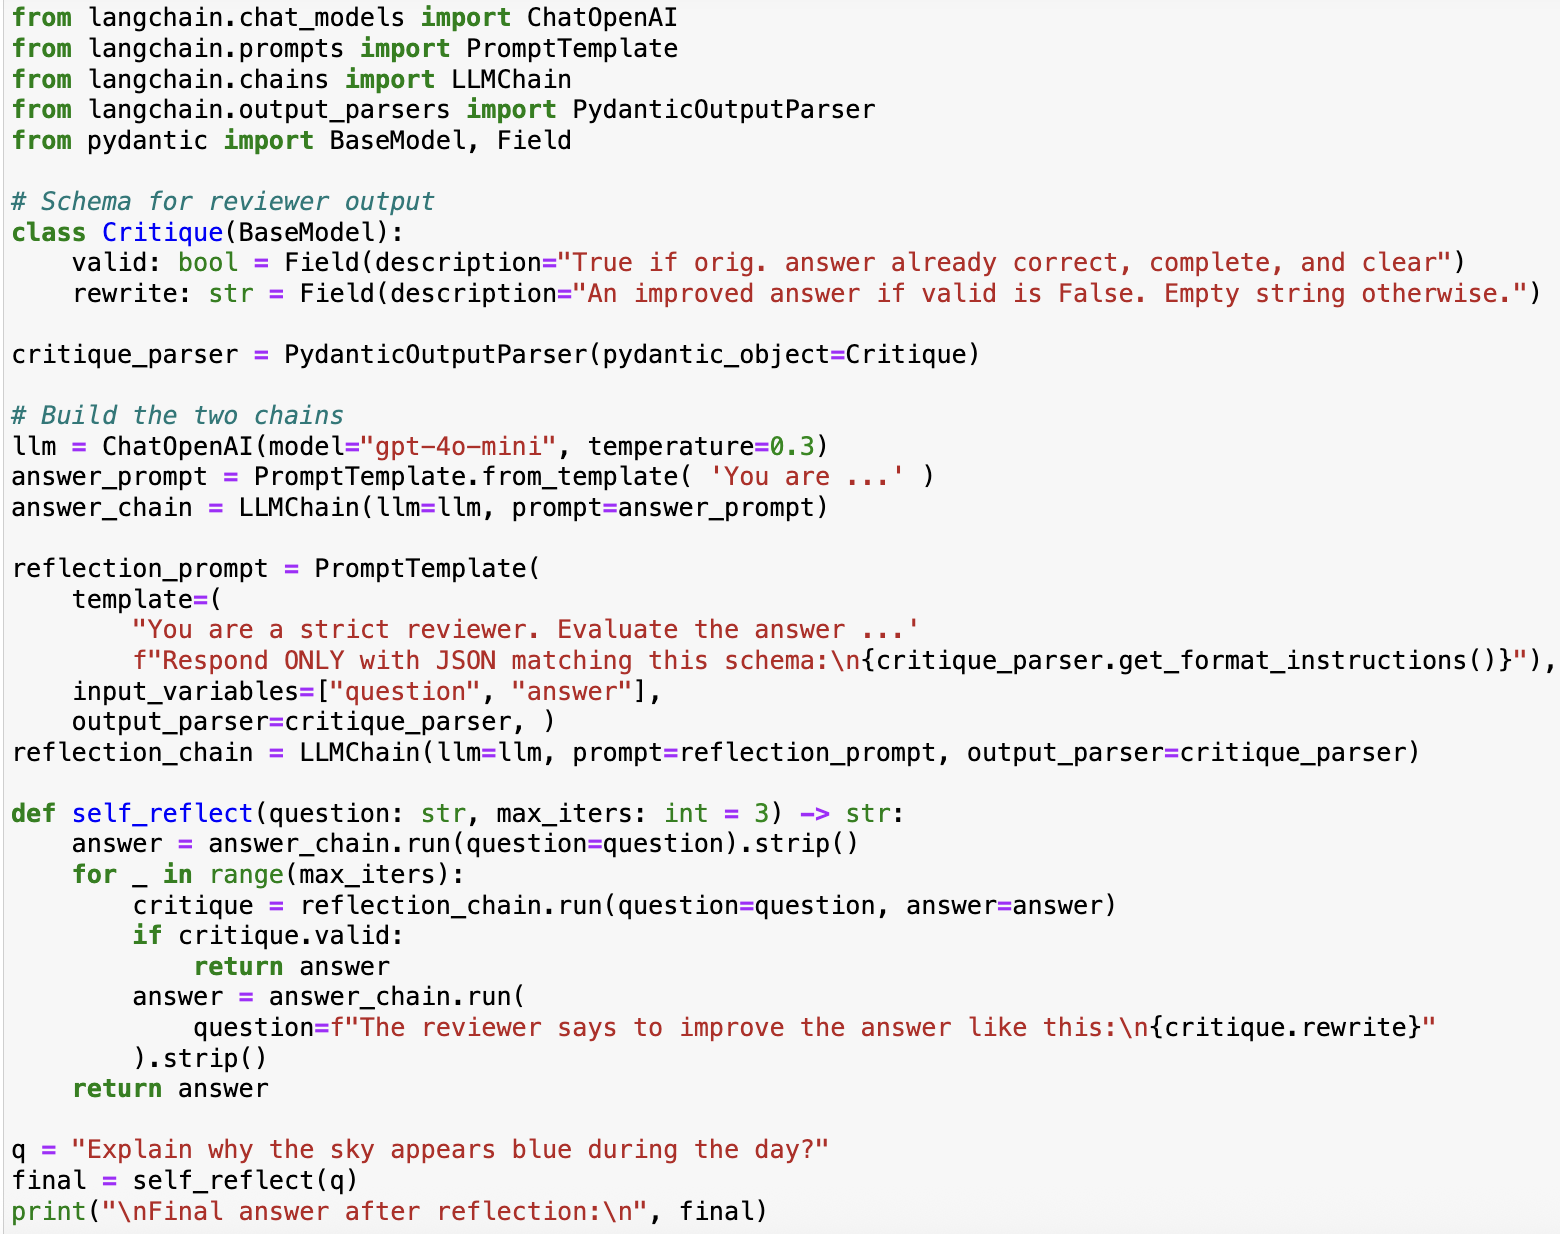 from langchain.chat_models import ChatOpenAI
from langchain.prompts import PromptTemplate
from langchain.chains import LLMChain
from langchain.output_parsers import PydanticOutputParser
from pydantic import BaseModel, Field

# Schema for reviewer output
class Critique(BaseModel):
    valid: bool = Field(description="True if orig. answer already correct, complete, and clear")
    rewrite: str = Field(description="An improved answer if valid is False. Empty string otherwise.")

critique_parser = PydanticOutputParser(pydantic_object=Critique)

# Build the two chains
llm = ChatOpenAI(model="gpt-4o-mini", temperature=0.3)
answer_prompt = PromptTemplate.from_template( 'You are ...' )
answer_chain = LLMChain(llm=llm, prompt=answer_prompt)

reflection_prompt = PromptTemplate(
    template=(
        "You are a strict reviewer. Evaluate the answer ...'
        f"Respond ONLY with JSON matching this schema:\n{critique_parser.get_format_instructions()}"),
    input_variables=["question", "answer"],
    output_parser=critique_parser, )
reflection_chain = LLMChain(llm=llm, prompt=reflection_prompt, output_parser=critique_parser)

def self_reflect(question: str, max_iters: int = 3) -> str:
    answer = answer_chain.run(question=question).strip()
    for _ in range(max_iters):
        critique = reflection_chain.run(question=question, answer=answer)
        if critique.valid:
            return answer
        answer = answer_chain.run(
            question=f"The reviewer says to improve the answer like this:\n{critique.rewrite}"
        ).strip()
    return answer

q = "Explain why the sky appears blue during the day?"
final = self_reflect(q)
print("\nFinal answer after reflection:\n", final)